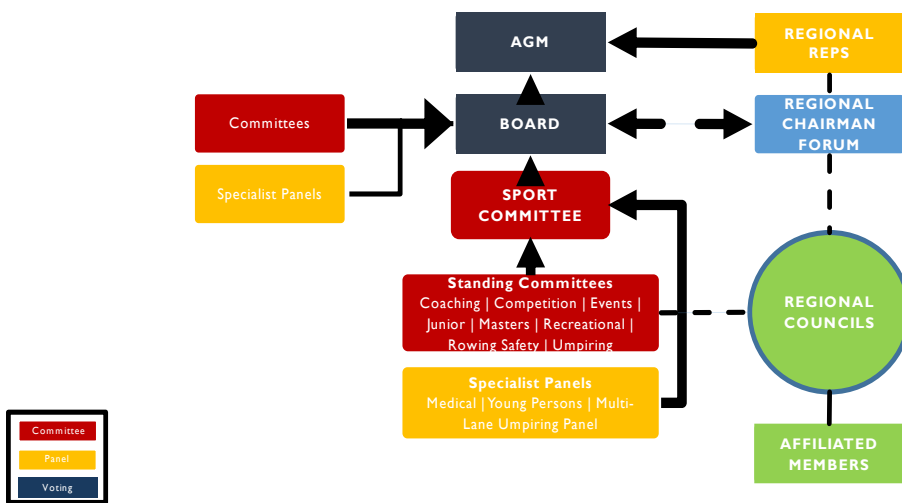 AGM
REGIONAL
REPS
Committees
BOARD
REGIONAL
CHAIRMAN
FORUM
Specialist Panels
SPORT
COMMITTEE
Standing Committees
Coaching | Competition | Events |
Junior | Masters | Recreational |
Rowing Safety | Umpiring
REGIONAL
COUNCILS
Specialist Panels
Medical | Young Persons | Multi-
Lane Umpiring Panel
AFFILIATED
MEMBERS
Committee
Panel
Voting